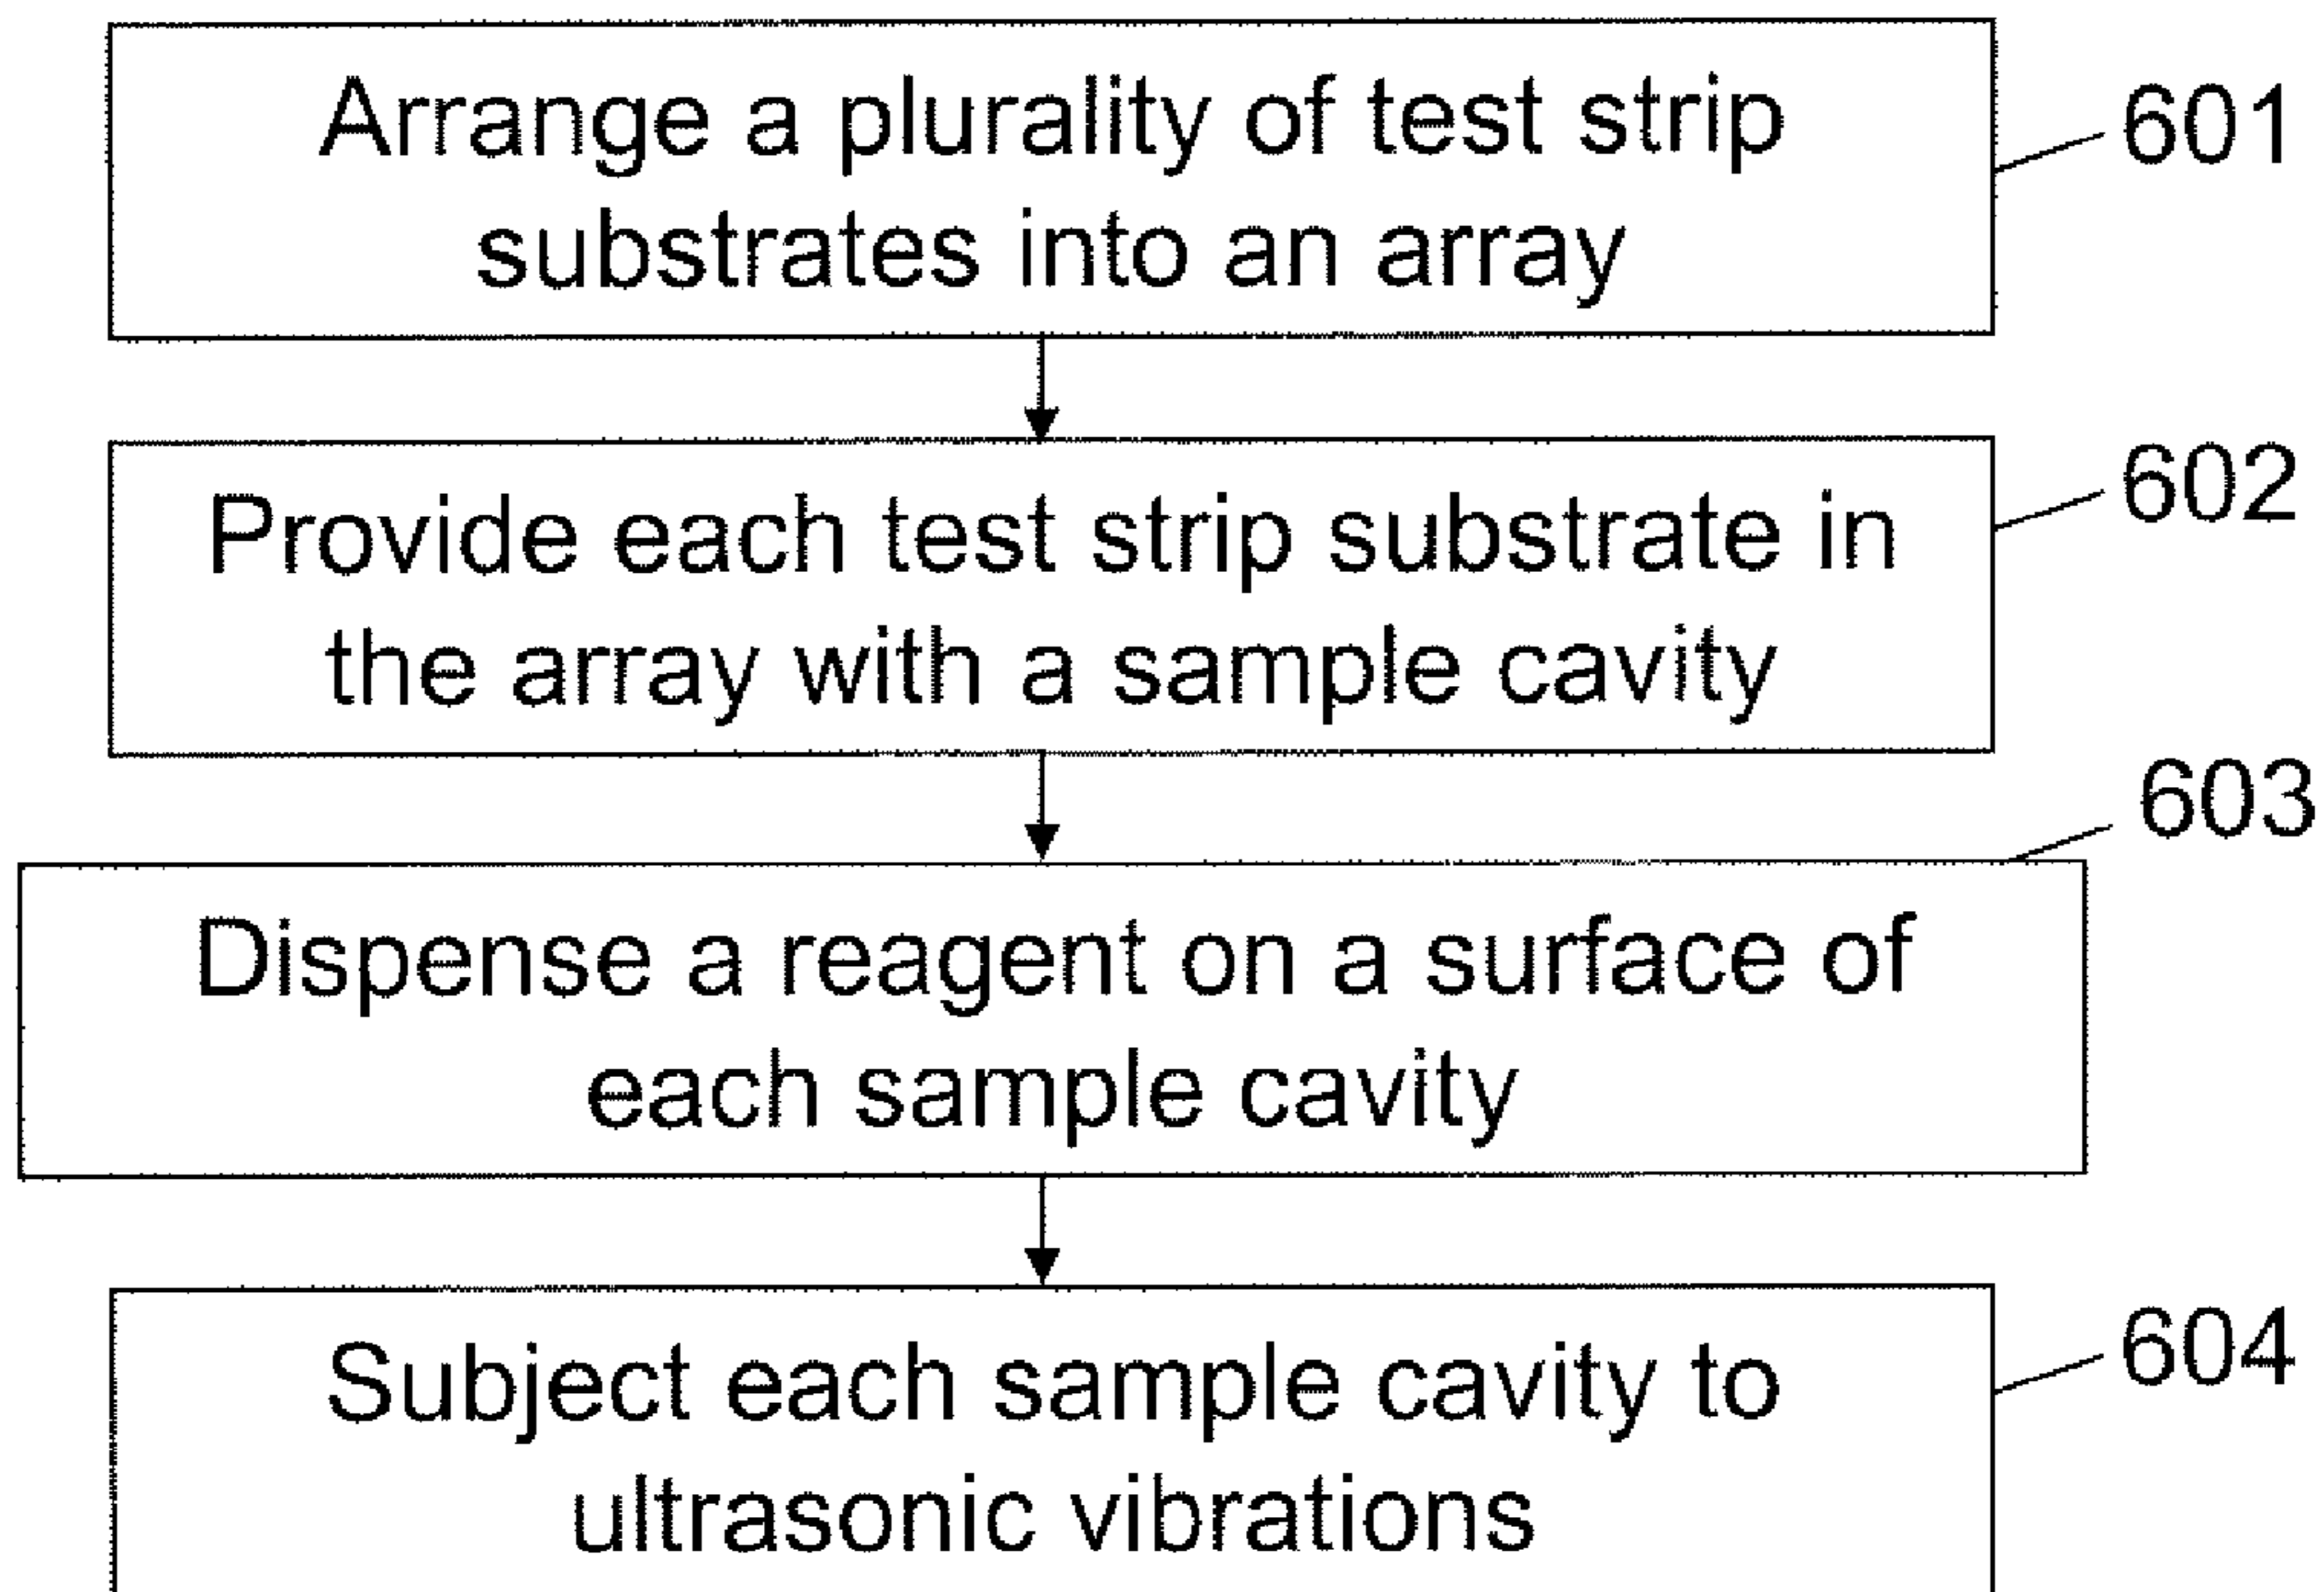 Arrange a plurality of test strip
substrates into an array
601
Provide each test strip substrate in
the array with a sample cavity
602
603
Dispense a reagent on a surface of
each sample cavity
Subject each sample cavity to
ultrasonic vibrations
604